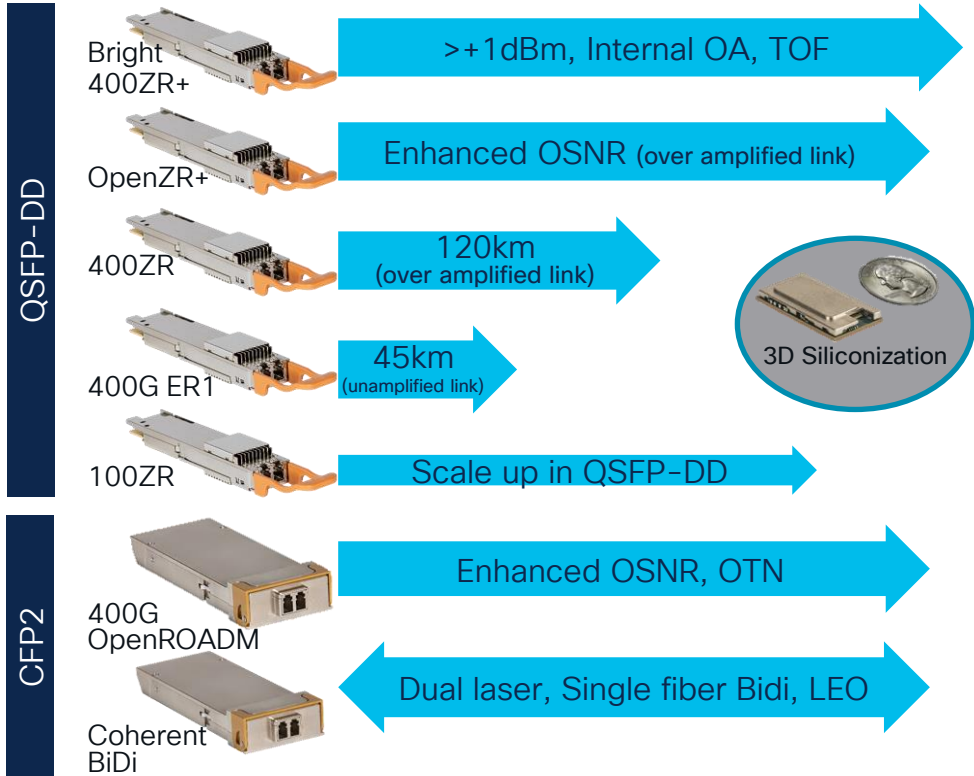 QSFP-DD
Bright
400ZR+
>+1dBm, Internal OA, TOF
OpenZR+
Enhanced OSNR (over amplified link)
400ZR
120km
(over amplified link)
400G ER1
45km
(unamplified link)
3D Siliconization
100ZR
Scale up in QSFP-DD
CFP2
400G
OpenROADM
Enhanced OSNR, OTN
Coherent
BiDi
Dual laser, Single fiber Bidi, LEO